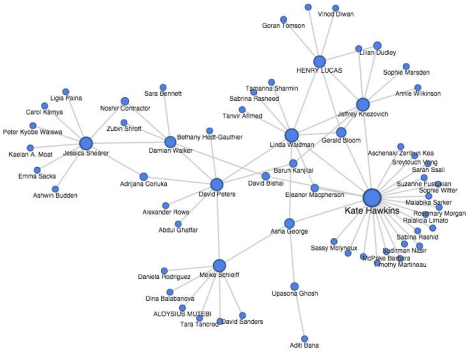 Vinod Diwan
Goran Tomson
Lilian Dudley
HENRY LUCAS
Sophie Marsden
Annie Wilkinson
Sara Bennett
Tamanna Sharmin
Sabrina Rasheed
Ligia Paina
Noshir Contractor
Jeffrey Knezovich
Carol Kamya
Tanvir Ahmed
Zubin Shroff
Peter Kyobe Waiswa
Bethany Hedt-Gauthier
Linda Waldman
Gerald Bloom
Jessica Shearer
Damian Walker
Kaelan A. Moat
Aschenaki Zerihun Kea
Sreytouch Vong
Emma Sacks
Barun Kanjilal
Sarah Ssali
Adrijana Corluka
David Bishai
Suzanne Fustukian
Ashwin Budden
David Peters
Eleanor Macpherson
Sophie Witter
Malabika Sarker
Kate Hawkins
Rosemary Morgan
Alexander Rowe
Ralalicia Limato
Abdul Ghaffar
Asha George
Sabina Rashid
Sassy Molyneux
Sudirman Nasir
McPake Barbara
Timothy Martineau
Meike Schleiff
Daniela Rodriguez
Upasona Ghosh
Dina Balabanova
ALOYSIUS MUTEBI
David Sanders
Tara Tancred
Aditi Bana